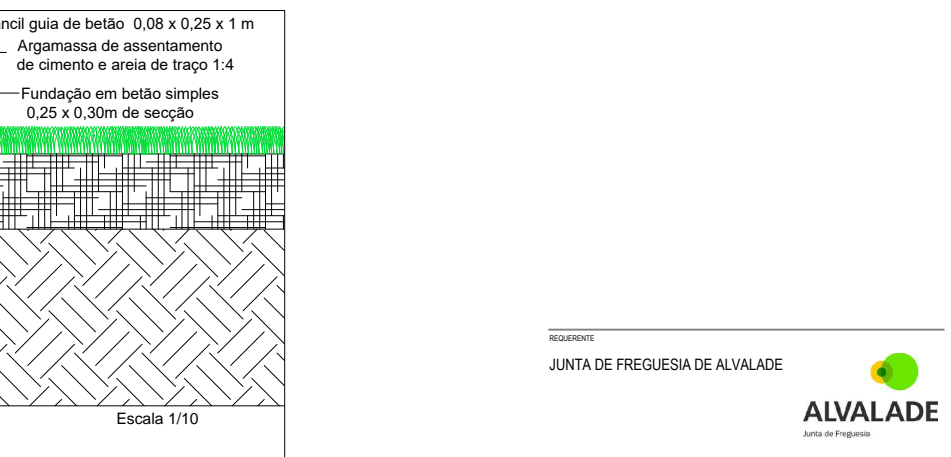 ncil guia de betão 0,08 x 0,25 x 1 m
Argamassa de assentamento
de cimento e areia de traço 1:4
Fundação em betão simples
0,25 x 0,30m de secção
Escala 1/10
REQUERENTE
JUNTA DE FREGUESIA DE ALVALADE
ALVALADE
Junta de Freguesia